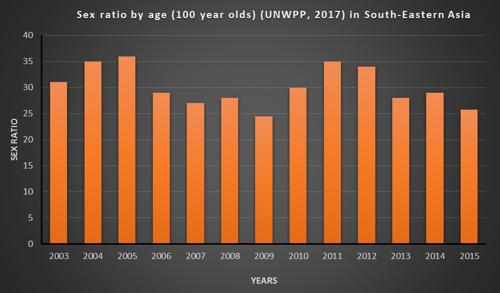 Sex ratio by age (100 year olds) (UNWPP, 2017) in South-Eastern Asia
40
35
30
25
20
15
10
5
0
SEX RATIO
2003 2004 2005 2006 2007 2008 2009 2010 2011 2012 2013 2014 2015
YEARS